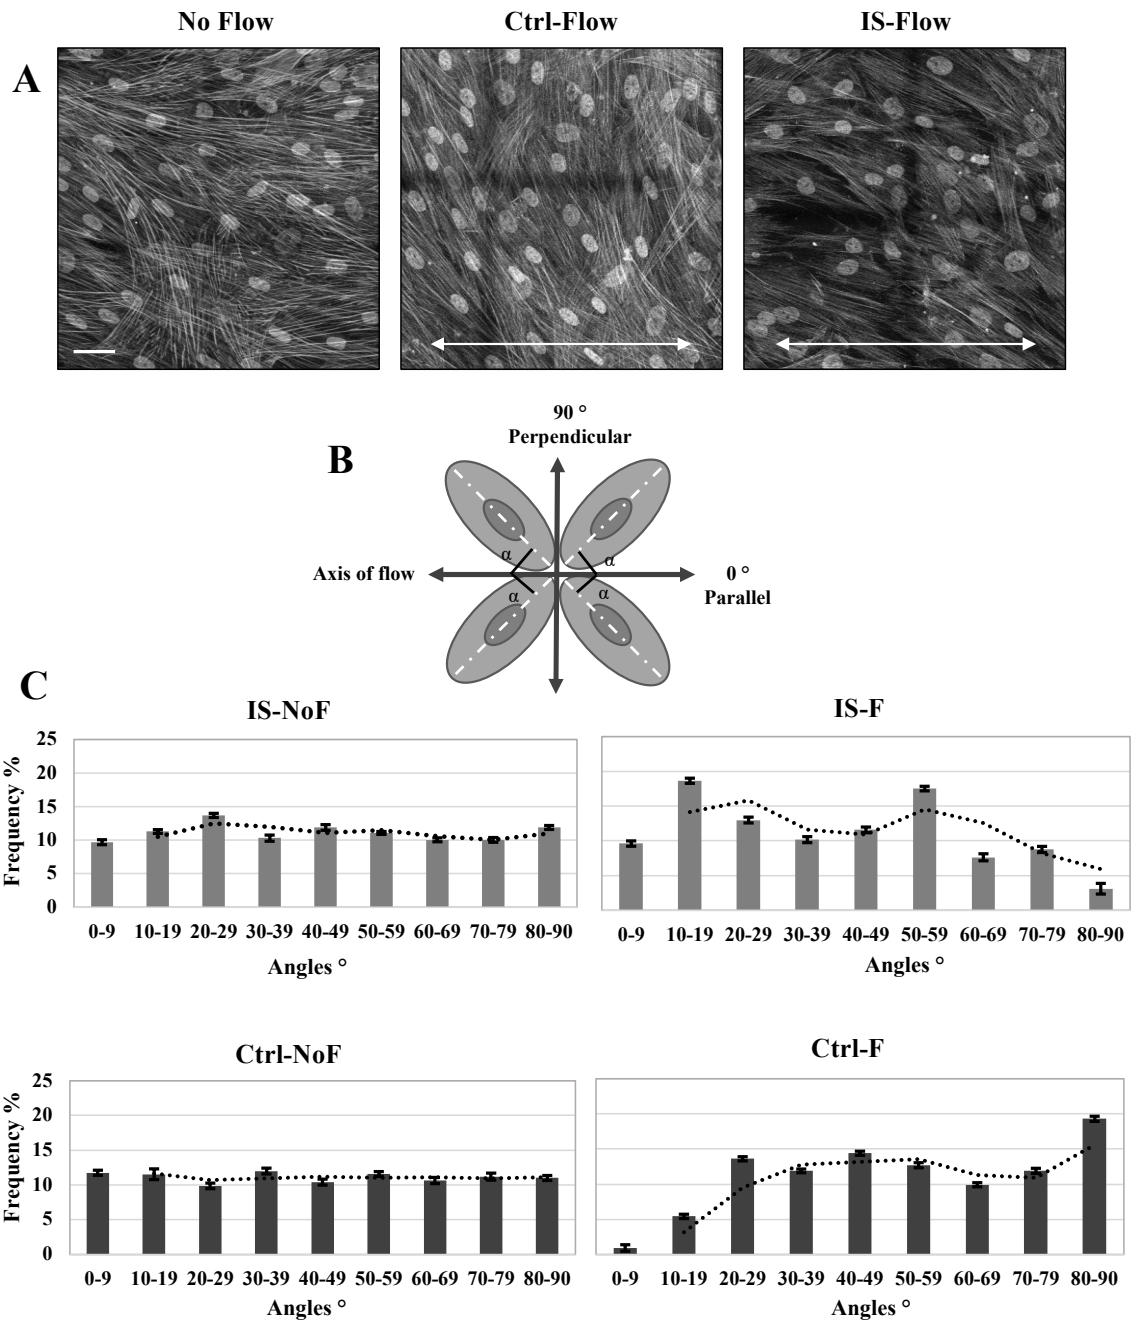 No Flow Ctrl-Flow IS-Flow
A
90 °
Perpendicular
B
α α
Axis of flow 0 °
α α Parallel
C
IS-NoF
Frequency %
25
20
15
10
5
0
0-9 10-19 20-29 30-39 40-49 50-59 60-69 70-79 80-90
Angles °
IS-F
0-9 10-19 20-29 30-39 40-49 50-59 60-69 70-79 80-90
Angles °
Ctrl-NoF
Frequency %
25
20
15
10
5
0
0-9 10-19 20-29 30-39 40-49 50-59 60-69 70-79 80-90
Angles °
Ctrl-F
0-9 10-19 20-29 30-39 40-49 50-59 60-69 70-79 80-90
Angles °